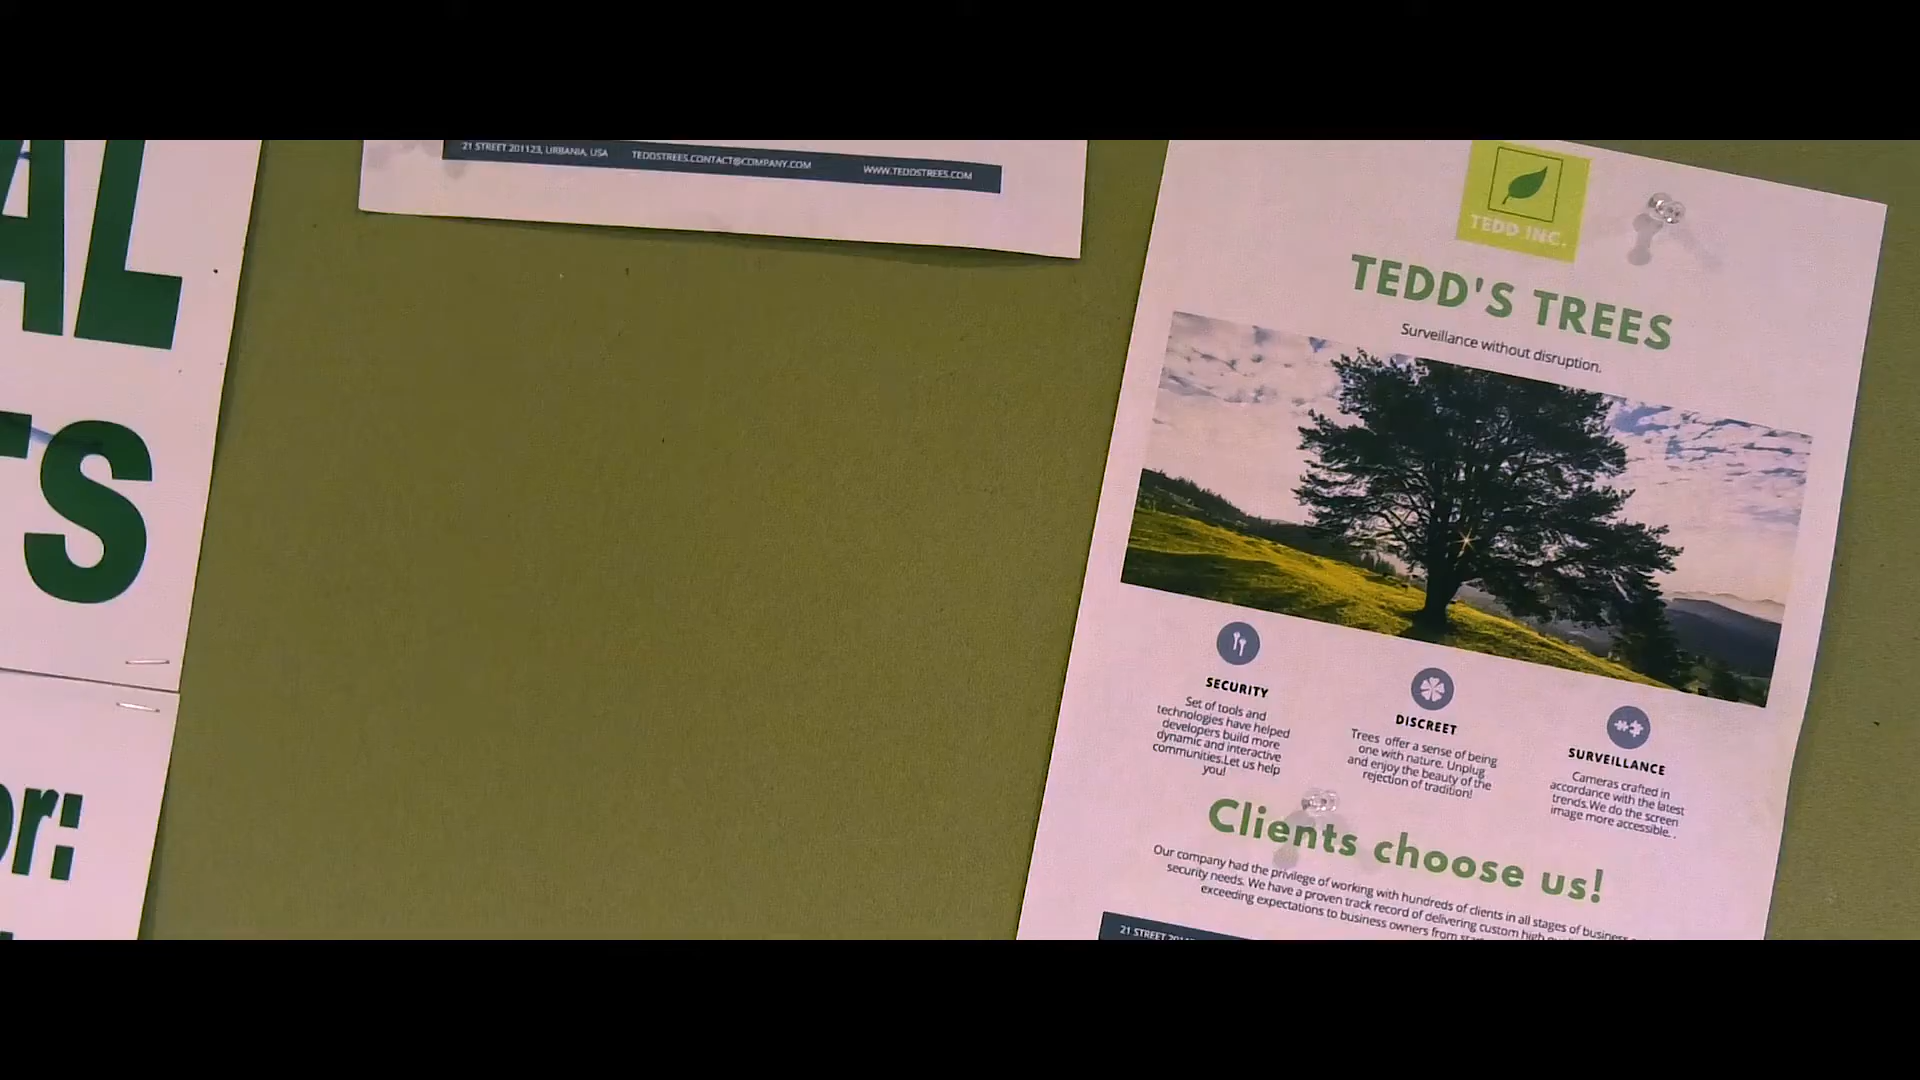 AL
TS
or:
21 STREET 201123, URBANIA, USA TEDDSTREES.CONTACT@COMPANY.COM WWW.TEDDSTREES.COM
TEDD INC.
TEDD'S TREES
Surveillance without disruption.
SECURITY
Set of tools and
technologies have helped
developers build more
dynamic and interactive
communities.Let us help
you!
DISCREET
Trees offer a sense of being
one with nature. Unplug
and enjoy the beauty of the
rejection of tradition!
SURVEILLANCE
Cameras crafted in
accordance with the latest
trends.We do the screen
image more accessible. .
Clients choose us!
Our company had the privilege of working with hundreds of clients in all stages of business
security needs. We have a proven track record of delivering custom high
exceeding expectations to business owners from
21 STREET